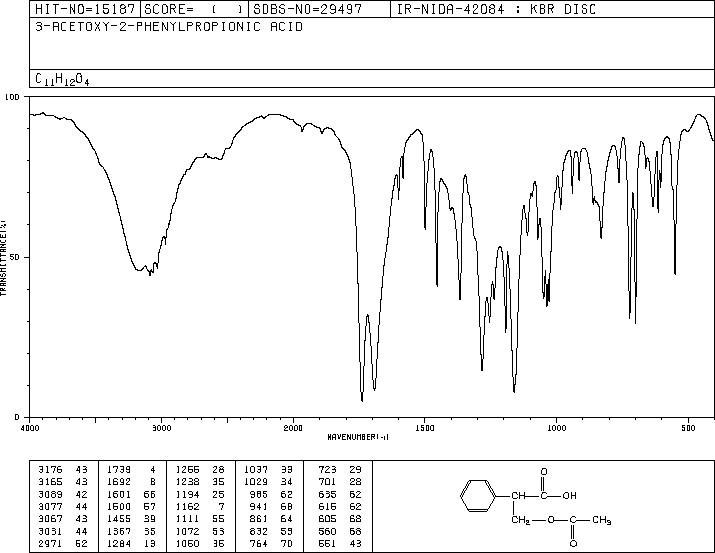 HIT-NO=15187 SCORE= ( ) SDBS-NO=29497 IR-NIDA-42084 : KBR DISC
3-ACETOXY-2-PHENYLPROPIONIC ACID
C11H12O4
100
50
0
TRANSMITTANCE(%)
4000 3000 2000 1500 1000 500
WAVENUMBER(-1)
3176 43 1739 4 1256 28 1037 33 723 29
3165 43 1692 8 1238 35 1029 34 701 28
3089 42 1601 66 1194 25 985 62 635 62
3077 44 1500 57 1162 7 941 68 616 62
3067 43 1455 39 1111 55 861 64 605 68
3031 44 1367 35 1072 53 832 53 560 68
2971 52 1284 13 1050 36 764 70 551 43
O
CH C OH
CH2 O C CH3
O